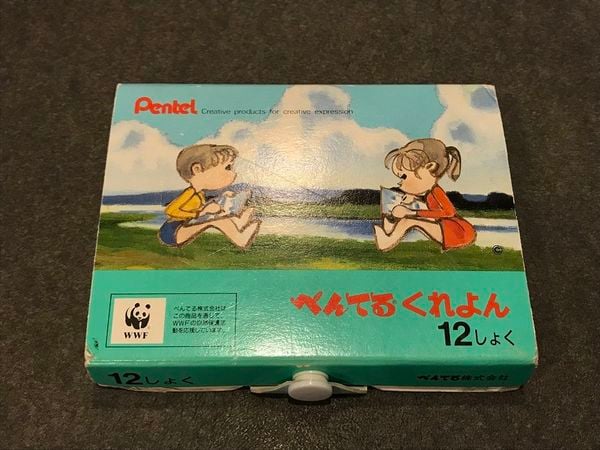 Pentel Creative products for creative expression
ぺんてるくれよん
12しょく
ぺんてる株式会社は
この商品を通して、
WWFの自然保護活
動を応援しています。
WWF
12しょく
ぺんてる株式会社